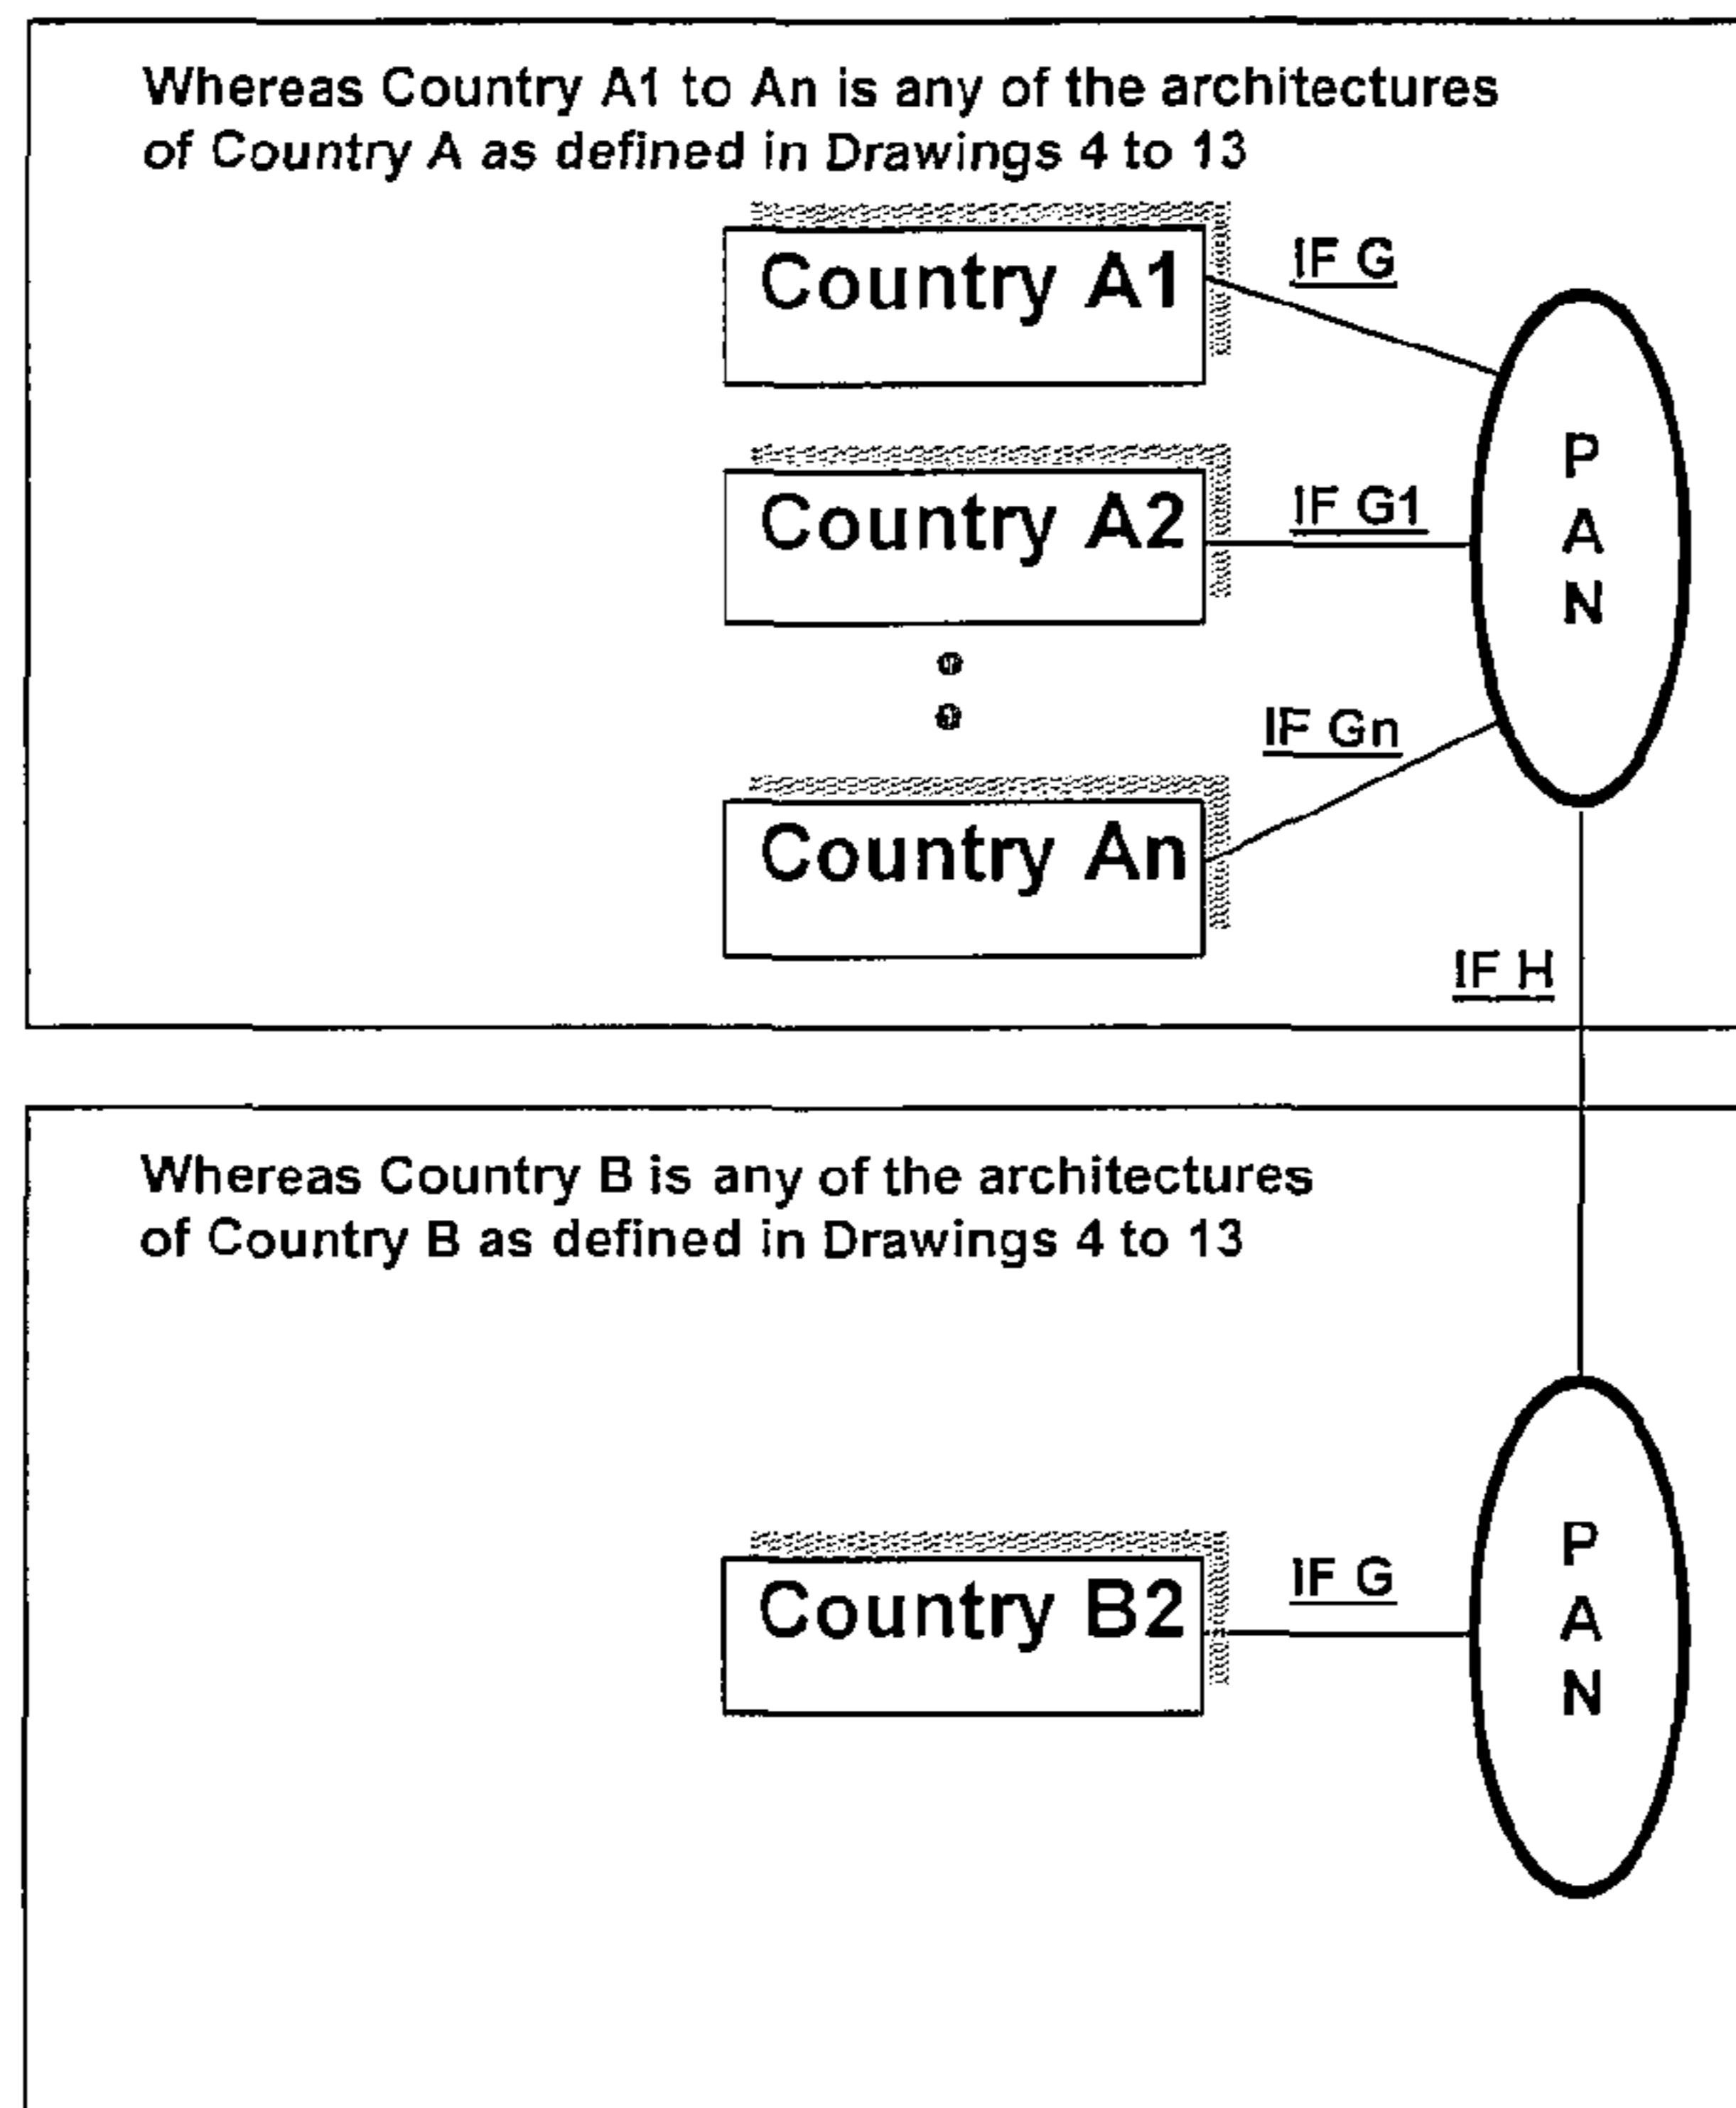 Whereas Country A1 to An is any of the architectures
of Country A as defined in Drawings 4 to 13
Country A1
IF G
Country A2
IF G1
P
A
N
IF Gn
Country An
IF H
Whereas Country B is any of the architectures
of Country B as defined in Drawings 4 to 13
Country B2
IF G
P
A
N